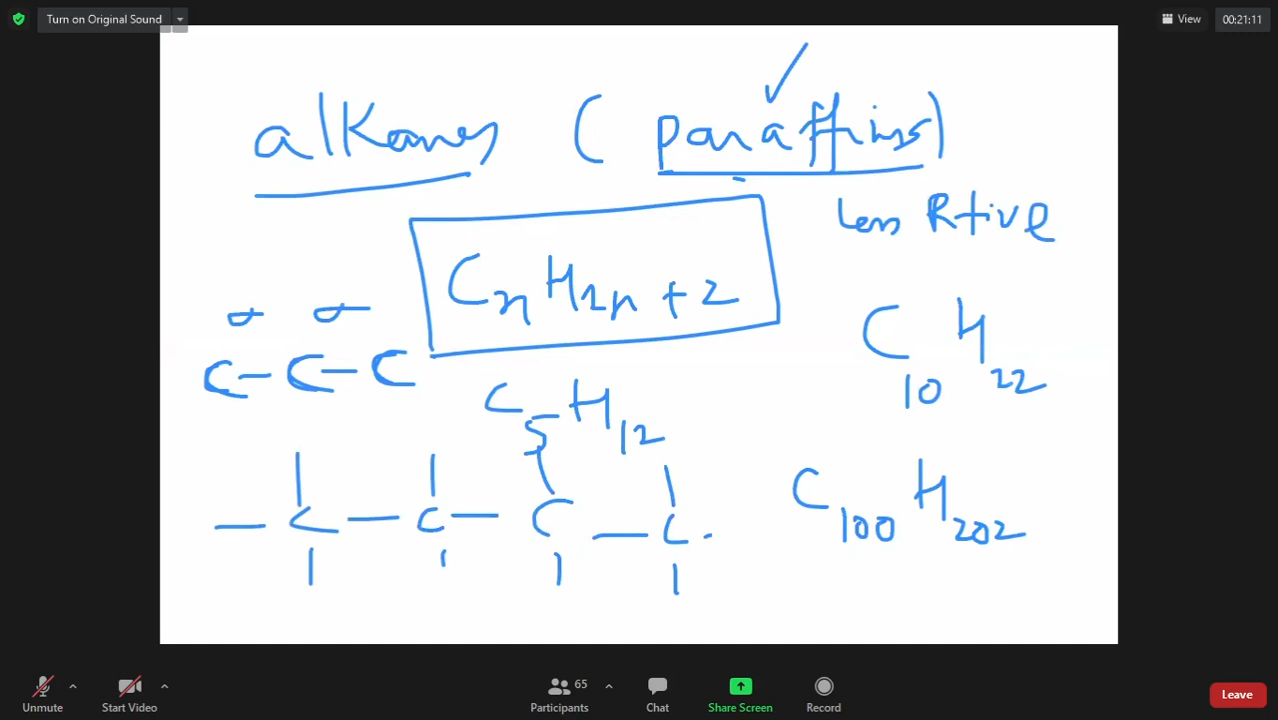 Turn on Original Sound
View
00:21:11
alkanes (paraffins)
less Rtive
CnH2n+2
σ σ
C-C-C
C10H22
C5H12
C100H202
-C-C-C-C-
Unmute
Start Video
65
Participants
Chat
Share Screen
Record
Leave